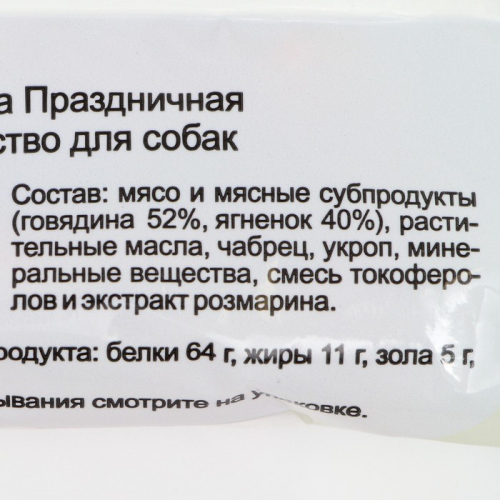 а Праздничная
ство для собак
Состав: мясо и мясные субпродукты
(говядина 52%, ягненок 40%), расти-
тельные масла, чабрец, укроп, мине-
ральные вещества, смесь токоферо-
лов и экстракт розмарина.
родукта: белки 64 г, жиры 11 г, зола 5 г,
ывания смотрите на упаковке.